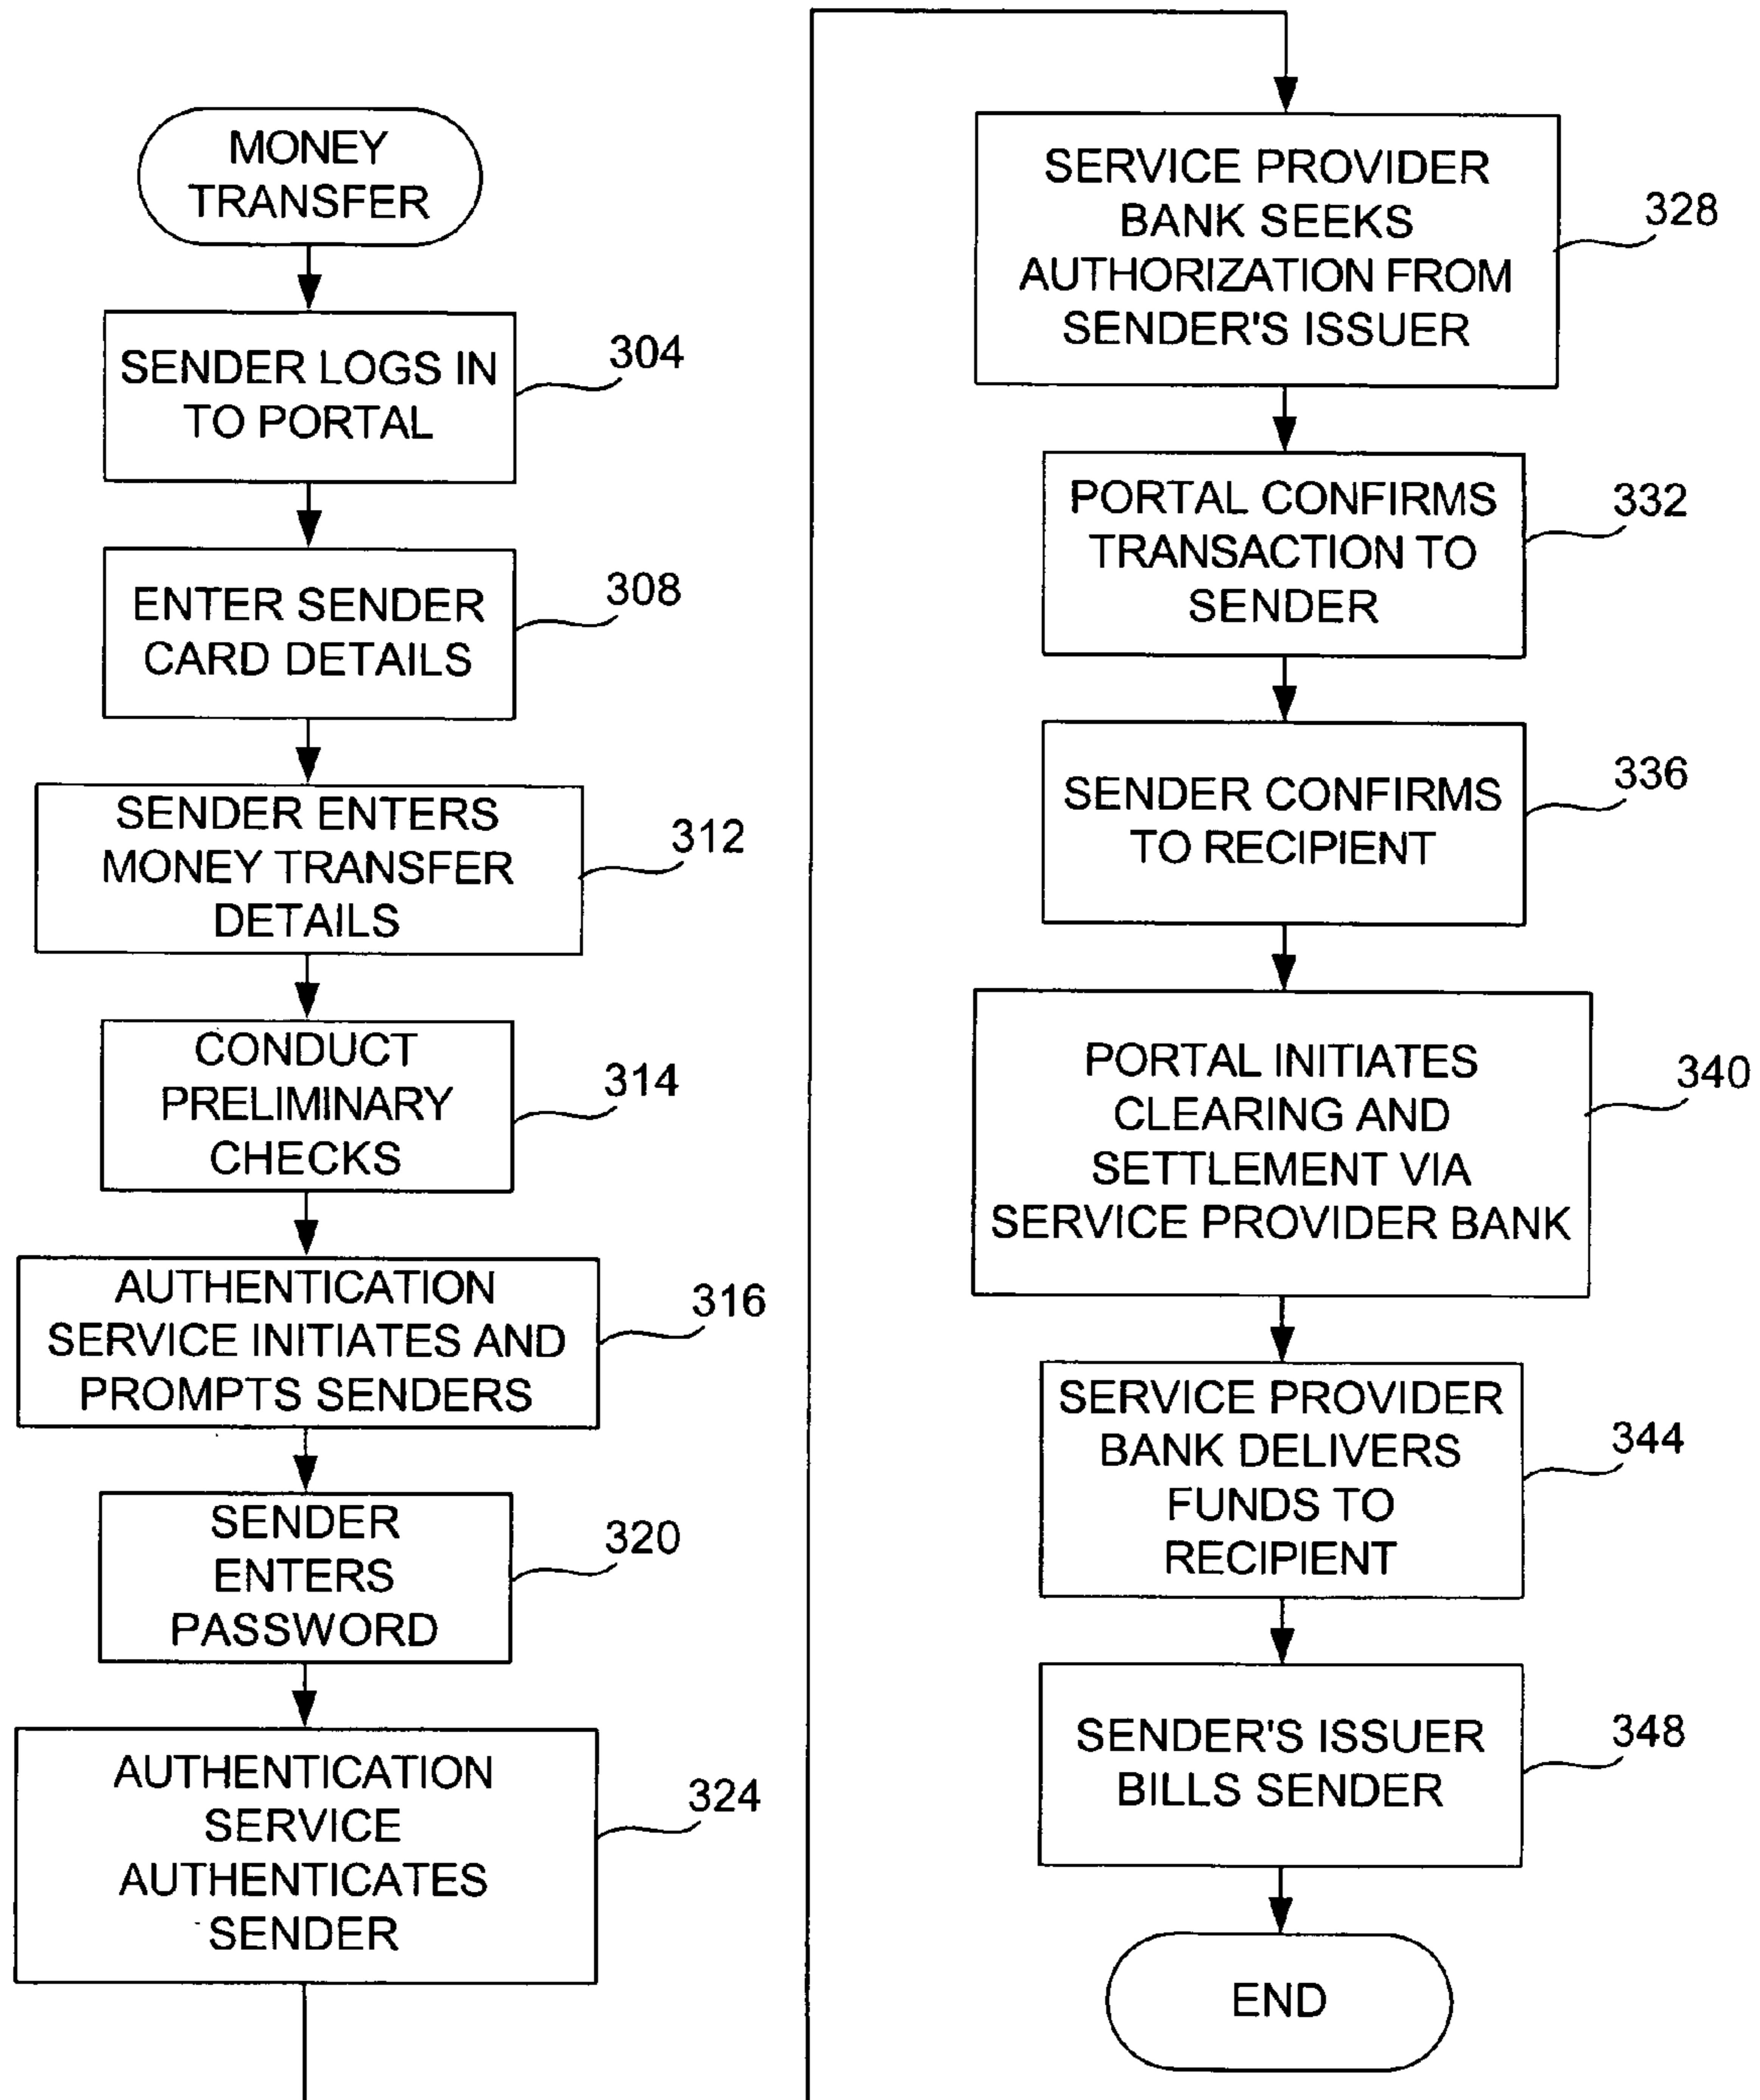 MONEY
TRANSFER
SENDER LOGS IN
TO PORTAL
304
ENTER SENDER
CARD DETAILS
308
SENDER ENTERS
MONEY TRANSFER
DETAILS
312
CONDUCT
PRELIMINARY
CHECKS
314
AUTHENTICATION
SERVICE INITIATES AND
PROMPTS SENDERS
316
SENDER
ENTERS
PASSWORD
320
AUTHENTICATION
SERVICE
AUTHENTICATES
SENDER
324
SERVICE PROVIDER
BANK SEEKS
AUTHORIZATION FROM
SENDER'S ISSUER
328
PORTAL CONFIRMS
TRANSACTION TO
SENDER
332
SENDER CONFIRMS
TO RECIPIENT
336
PORTAL INITIATES
CLEARING AND
SETTLEMENT VIA
SERVICE PROVIDER BANK
340
SERVICE PROVIDER
BANK DELIVERS
FUNDS TO
RECIPIENT
344
SENDER'S ISSUER
BILLS SENDER
348
END